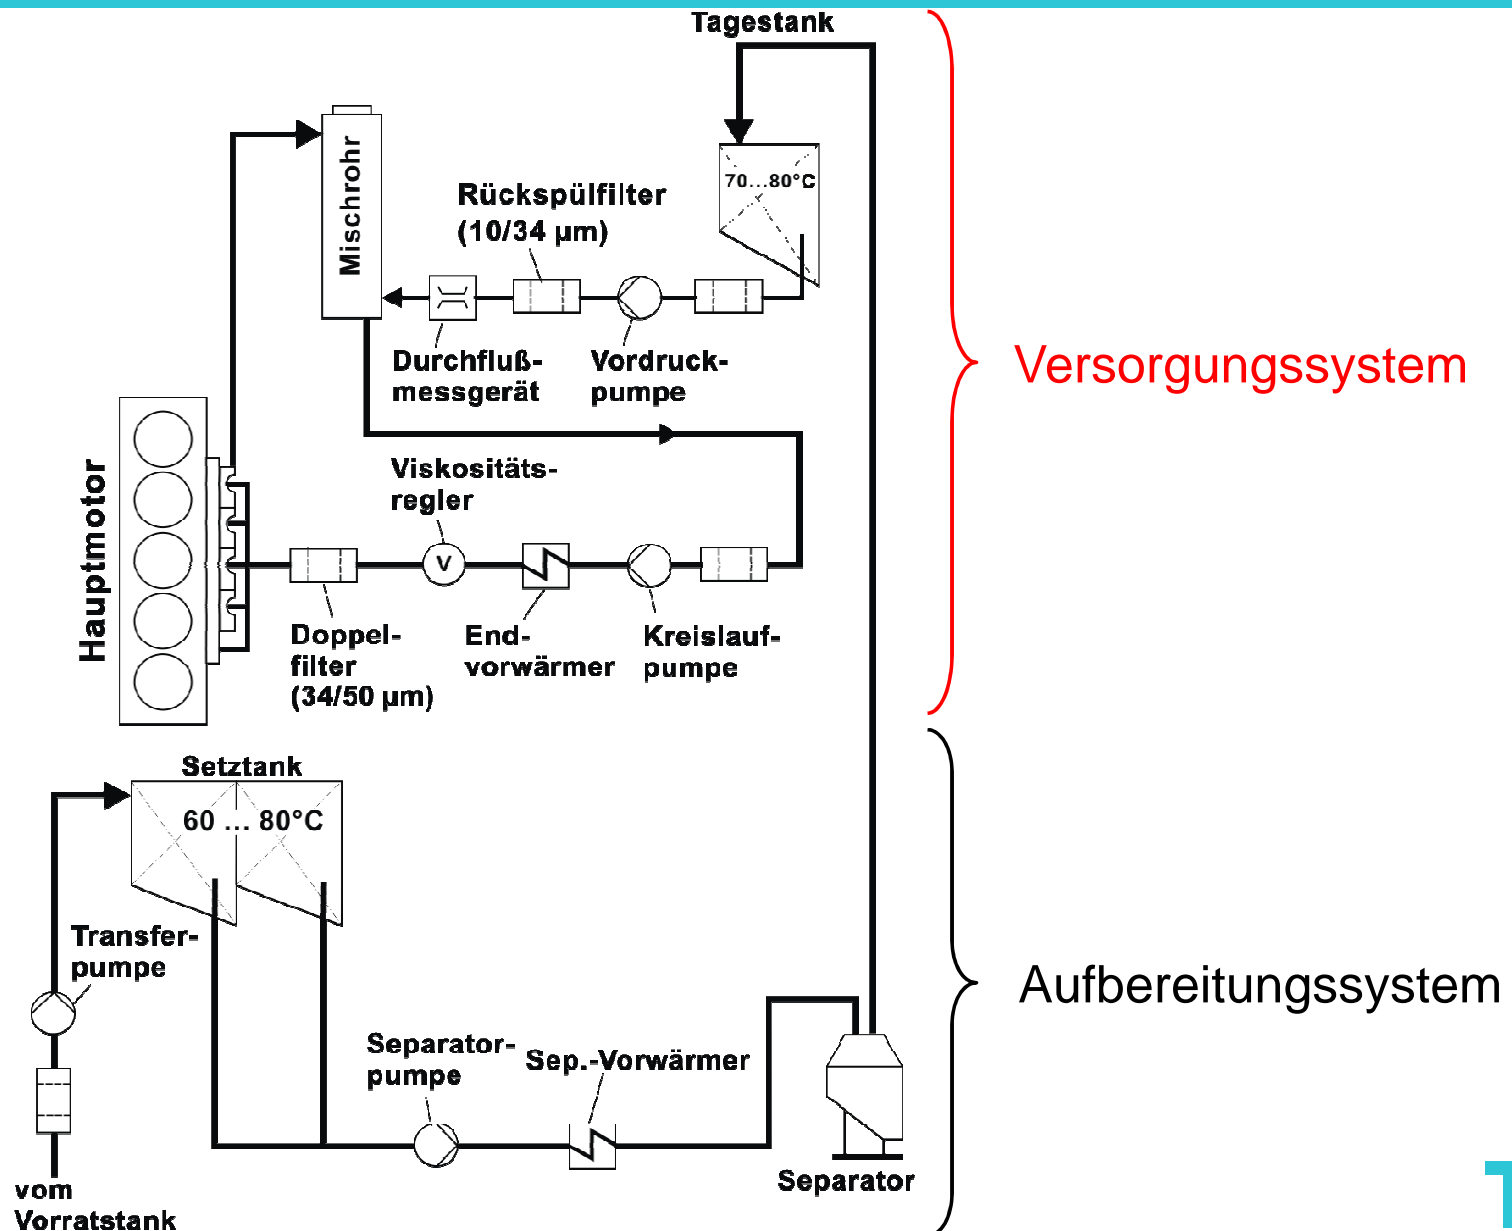 Tagestank
Mischrohr
70...80°C
Rückspülfilter
(10/34 µm)
Durchfluß-
messgerät
Vordruck-
pumpe
Versorgungssystem
Hauptmotor
Viskositäts-
regler
V
Doppel-
filter
(34/50 µm)
End-
vorwärmer
Kreislauf-
pumpe
Setztank
60 ... 80°C
Transfer-
pumpe
Aufbereitungssystem
Separator-
pumpe
Sep.-Vorwärmer
Separator
vom
Vorratstank
T